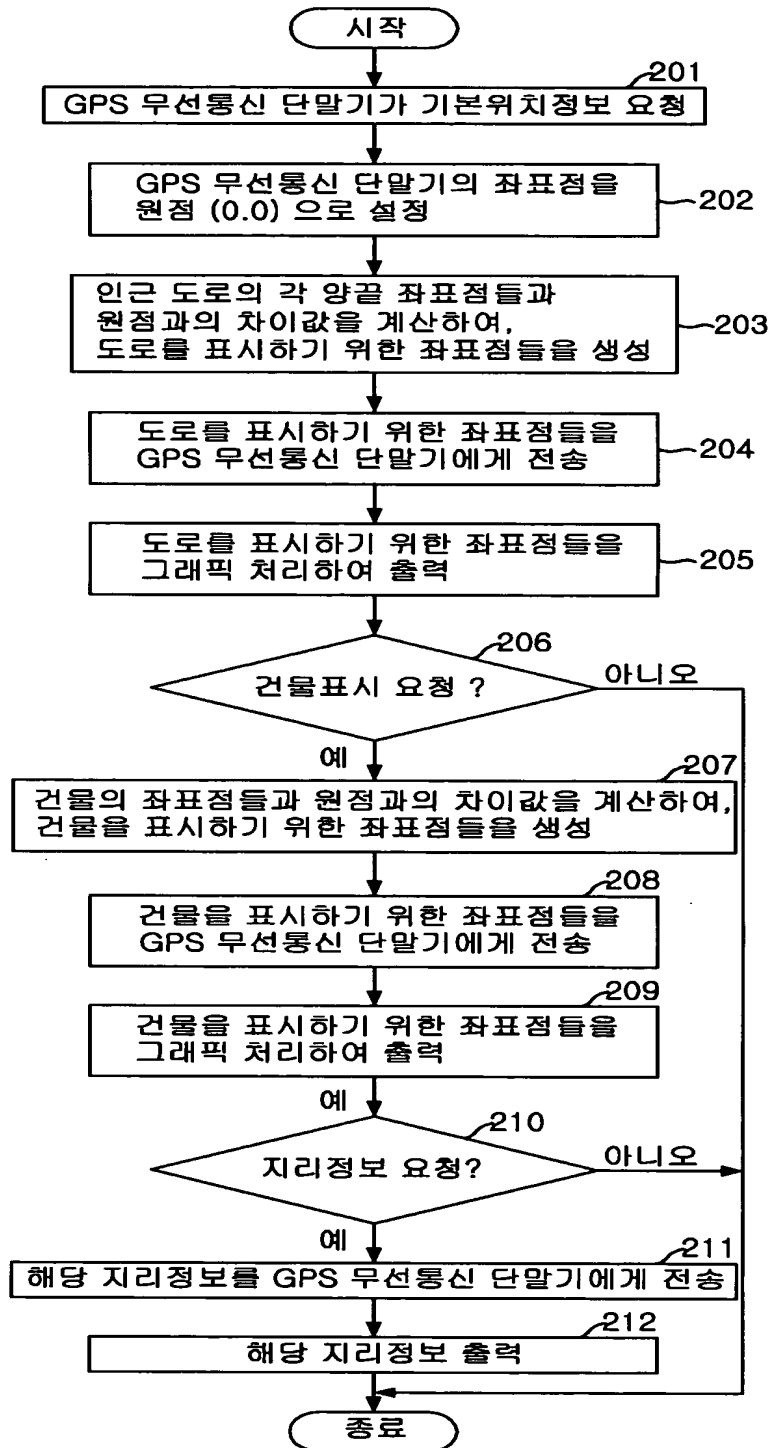 시작
201
GPS 무선통신 단말기가 기본위치정보 요청
GPS 무선통신 단말기의 좌표점을
원점 (0.0) 으로 설정
202
인근 도로의 각 양끝 좌표점들과
원점과의 차이값을 계산하여,
도로를 표시하기 위한 좌표점들을 생성
203
도로를 표시하기 위한 좌표점들을
GPS 무선통신 단말기에게 전송
204
도로를 표시하기 위한 좌표점들을
그래픽 처리하여 출력
205
206
건물표시 요청 ?
아니오
예
207
건물의 좌표점들과 원점과의 차이값을 계산하여,
건물을 표시하기 위한 좌표점들을 생성
208
건물을 표시하기 위한 좌표점들을
GPS 무선통신 단말기에게 전송
209
건물을 표시하기 위한 좌표점들을
그래픽 처리하여 출력
예
210
지리정보 요청?
아니오
예
211
해당 지리정보를 GPS 무선통신 단말기에게 전송
212
해당 지리정보 출력
종료